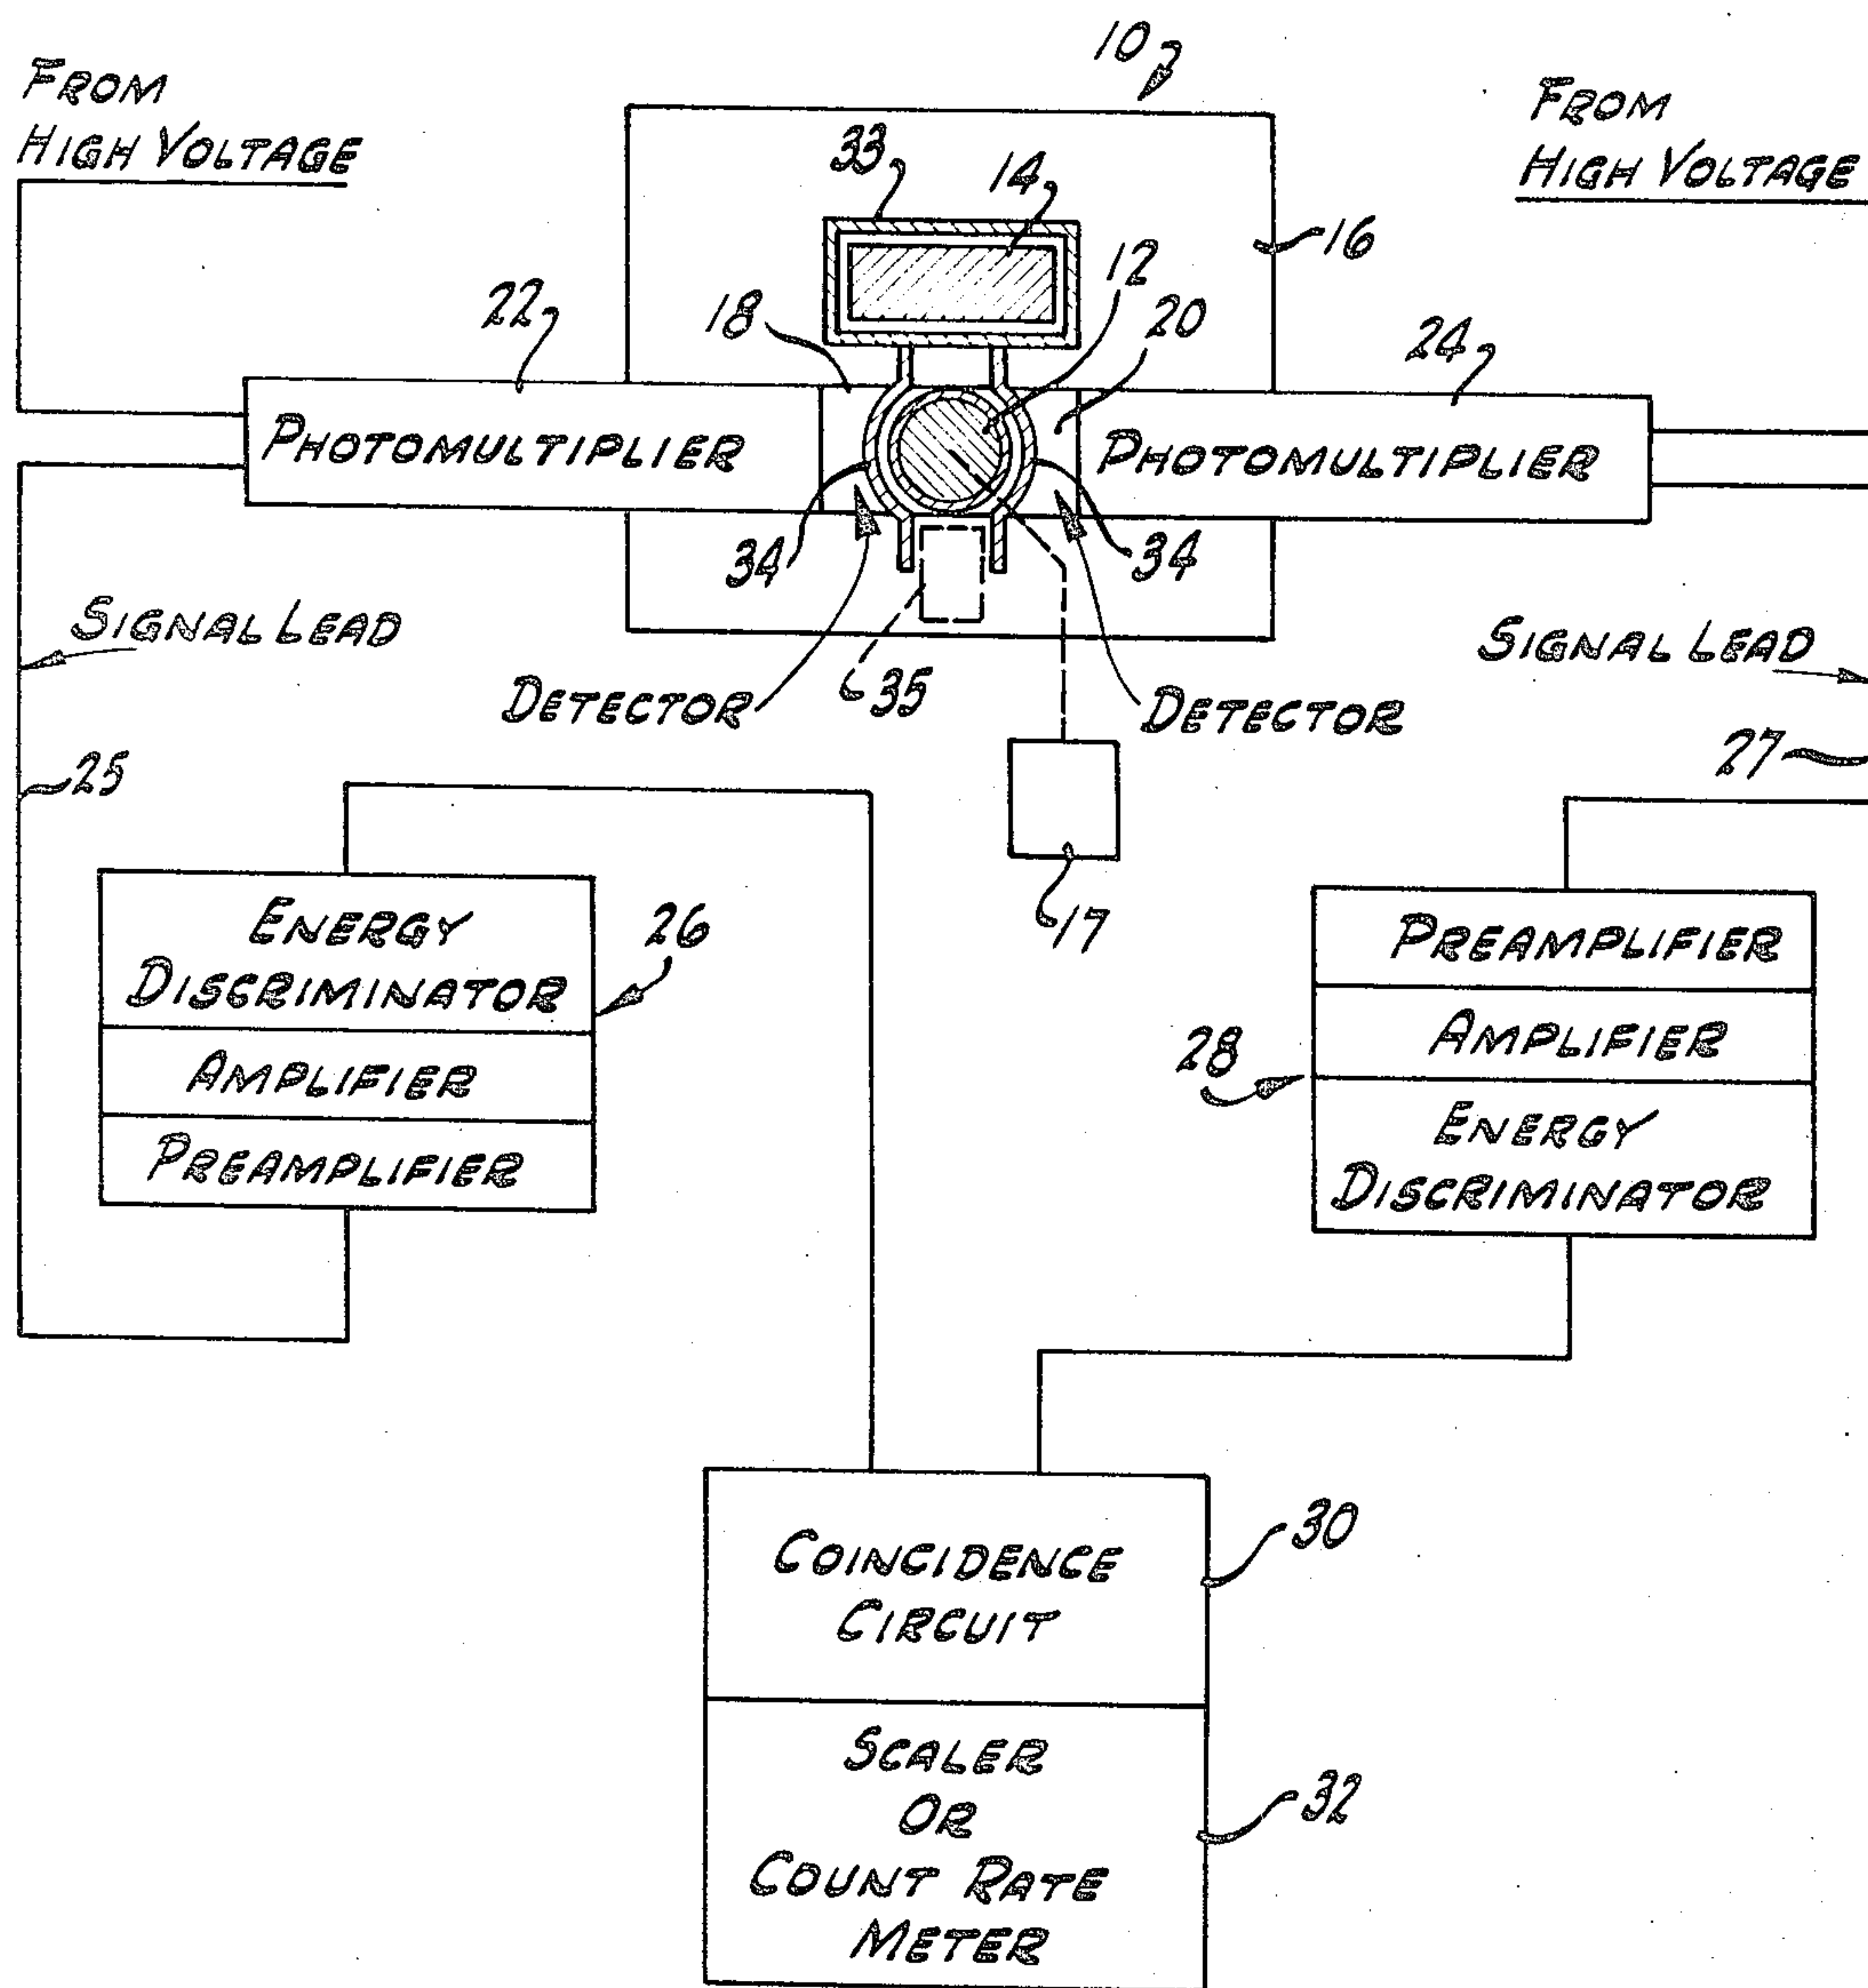 10
FROM
HIGH VOLTAGE
FROM
HIGH VOLTAGE
33
14
16
12
22
18
20
24
PHOTOMULTIPLIER
PHOTOMULTIPLIER
34
34
SIGNAL LEAD
SIGNAL LEAD
DETECTOR
35
DETECTOR
27
25
17
ENERGY
DISCRIMINATOR
26
AMPLIFIER
PREAMPLIFIER
PREAMPLIFIER
AMPLIFIER
28
ENERGY
DISCRIMINATOR
COINCIDENCE
CIRCUIT
30
SCALER
OR
COUNT RATE
METER
32